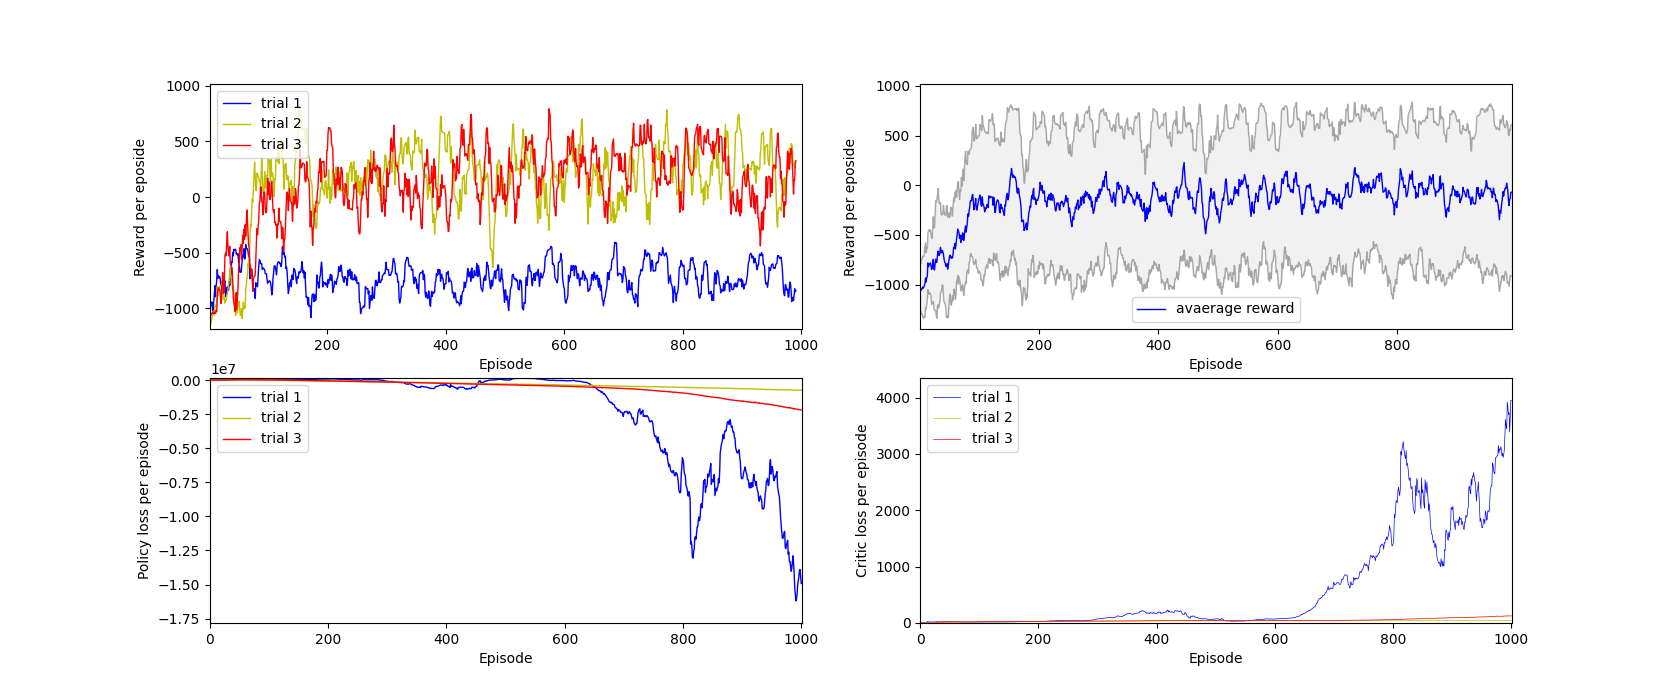 1000
500
0
−500
−1000
Reward per eposide
trial 1
trial 2
trial 3
200
400
600
800
1000
Episode
1000
500
0
−500
−1000
Reward per eposide
avaerage reward
200
400
600
800
Episode
1e7
0.00
−0.25
−0.50
−0.75
−1.00
−1.25
−1.50
−1.75
Policy loss per episode
trial 1
trial 2
trial 3
0
200
400
600
800
1000
Episode
4000
3000
2000
1000
0
Critic loss per episode
trial 1
trial 2
trial 3
0
200
400
600
800
1000
Episode